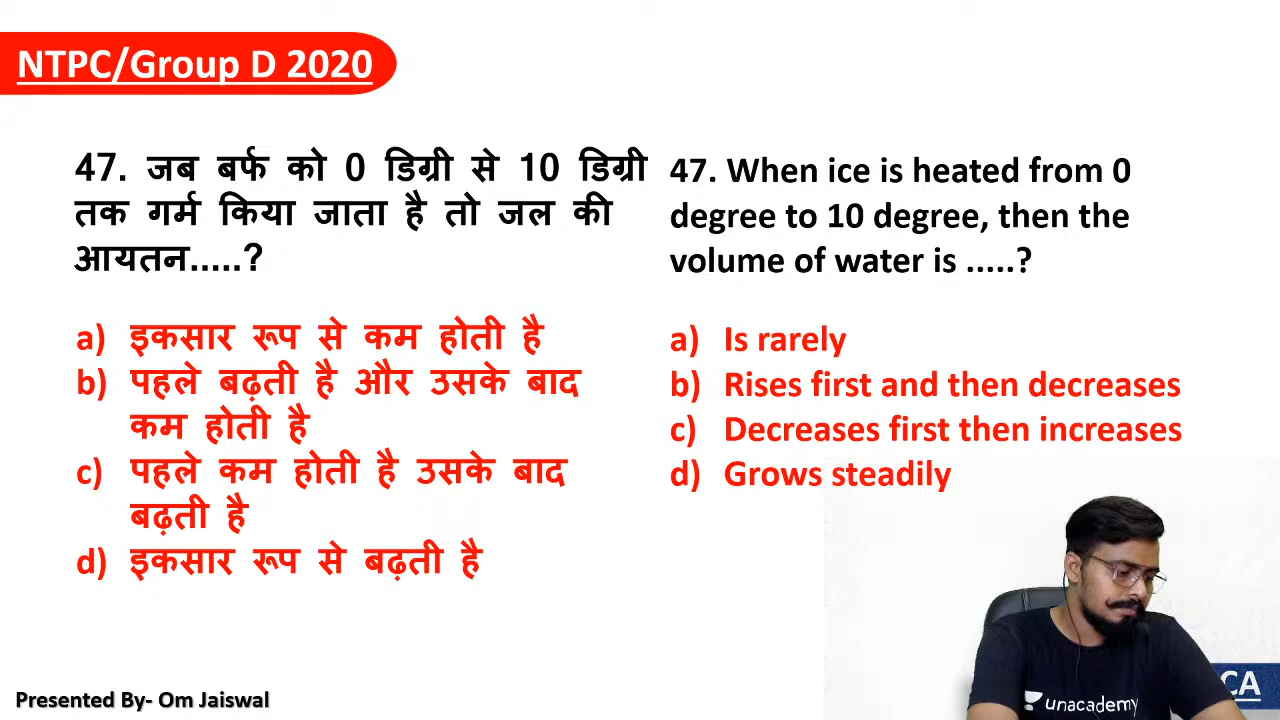 NTPC/Group D 2020
47. जब बर्फ को 0 डिग्री से 10 डिग्री
तक गर्म किया जाता है तो जल की
आयतन.....?
a) इकसार रूप से कम होती है
b) पहले बढ़ती है और उसके बाद
कम होती है
c) पहले कम होती है उसके बाद
बढ़ती है
d) इकसार रूप से बढ़ती है
47. When ice is heated from 0
degree to 10 degree, then the
volume of water is .....?
a) Is rarely
b) Rises first and then decreases
c) Decreases first then increases
d) Grows steadily
unacademy
CA
Presented By- Om Jaiswal